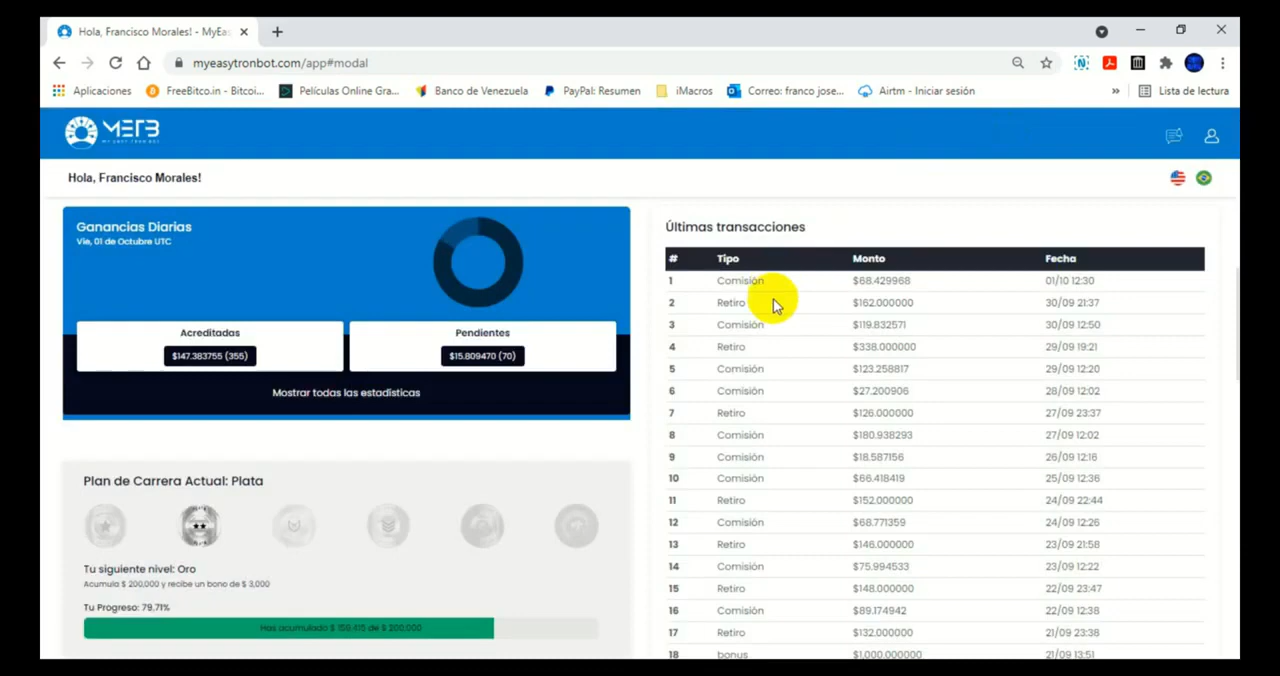 Hola, Francisco Morales! - MyEas
myeasytronbot.com/app#modal
Aplicaciones
FreeBitco.in - Bitcoi...
Películas Online Gra...
Banco de Venezuela
PayPal: Resumen
iMacros
Correo: franco jose...
Airtm - Iniciar sesión
»
Lista de lectura
METB
MY EASY TRON BOT
Hola, Francisco Morales!
Ganancias Diarias
Vie, 01 de Octubre UTC
Acreditadas
$147.383755 (355)
Pendientes
$15.809470 (70)
Mostrar todas las estadísticas
Plan de Carrera Actual: Plata
Tu siguiente nivel: Oro
Acumula $ 200,000 y recibe un bono de $ 3,000
Tu Progreso: 79,71%
Has acumulado $ 159,415 de $ 200,000
Últimas transacciones
# Tipo Monto Fecha
1 Comisión $68.429968 01/10 12:30
2 Retiro $162.000000 30/09 21:37
3 Comisión $119.832571 30/09 12:50
4 Retiro $338.000000 29/09 19:21
5 Comisión $123.258817 29/09 12:20
6 Comisión $27.200906 28/09 12:02
7 Retiro $126.000000 27/09 23:37
8 Comisión $180.938293 27/09 12:02
9 Comisión $18.587156 26/09 12:16
10 Comisión $66.418419 25/09 12:36
11 Retiro $152.000000 24/09 22:44
12 Comisión $68.771359 24/09 12:26
13 Retiro $146.000000 23/09 21:58
14 Comisión $75.994533 23/09 12:22
15 Retiro $148.000000 22/09 23:47
16 Comisión $89.174942 22/09 12:38
17 Retiro $132.000000 21/09 23:38
18 bonus $1,000.000000 21/09 13:51